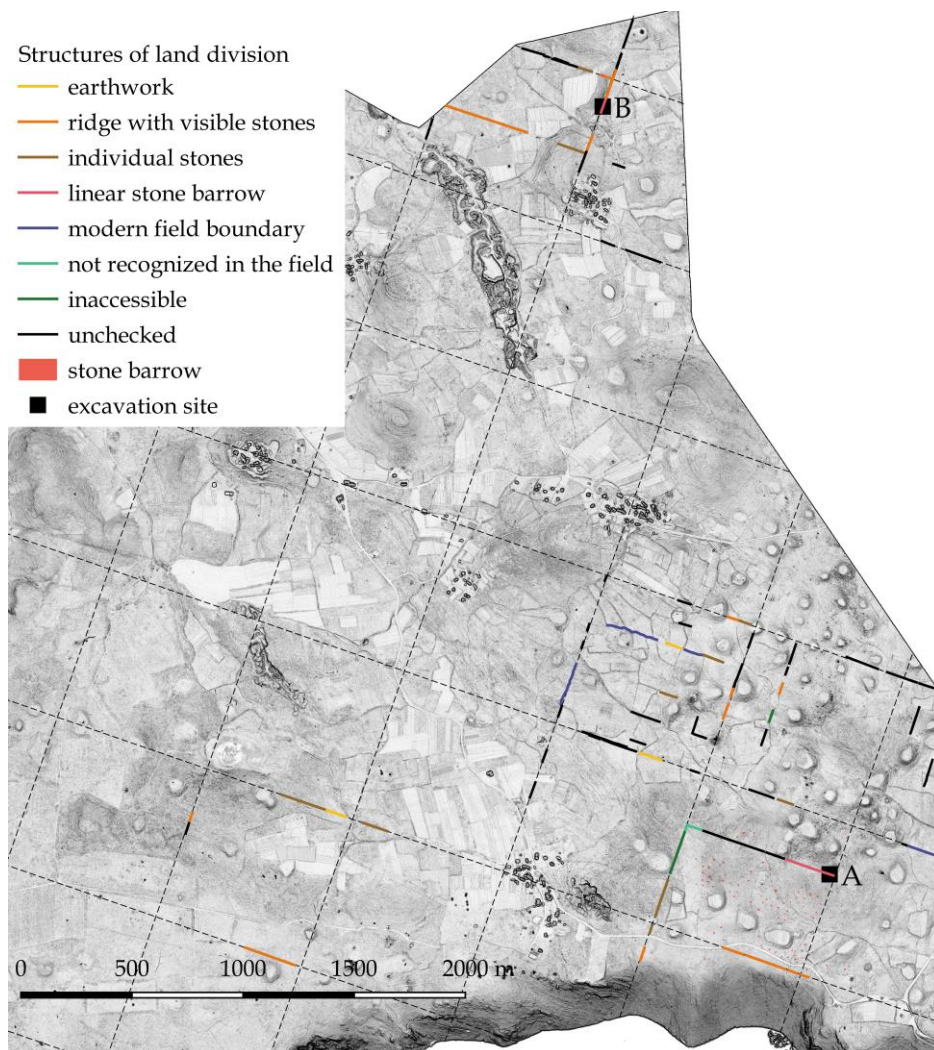 Structures of land division
earthwork
ridge with visible stones
individual stones
linear stone barrow
modern field boundary
not recognized in the field
inaccessible
unchecked
stone barrow
excavation site
B
A
0 500 1000 1500 2000 m